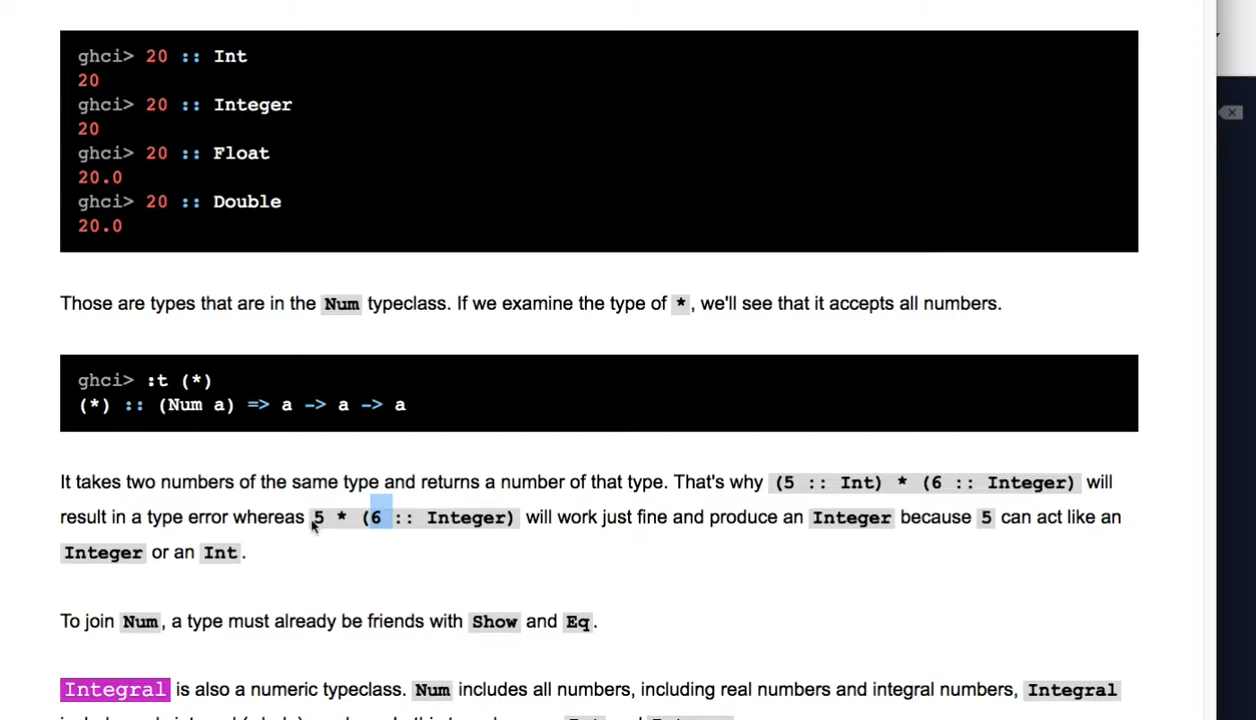 ghci> 20 :: Int
20
ghci> 20 :: Integer
20
ghci> 20 :: Float
20.0
ghci> 20 :: Double
20.0
Those are types that are in the Num typeclass. If we examine the type of *, we'll see that it accepts all numbers.
ghci> :t (*)
(*) :: (Num a) => a -> a -> a
It takes two numbers of the same type and returns a number of that type. That's why (5 :: Int) * (6 :: Integer) will
result in a type error whereas 5 * (6 :: Integer) will work just fine and produce an Integer because 5 can act like an
Integer or an Int.
To join Num, a type must already be friends with Show and Eq.
Integral is also a numeric typeclass. Num includes all numbers, including real numbers and integral numbers, Integral